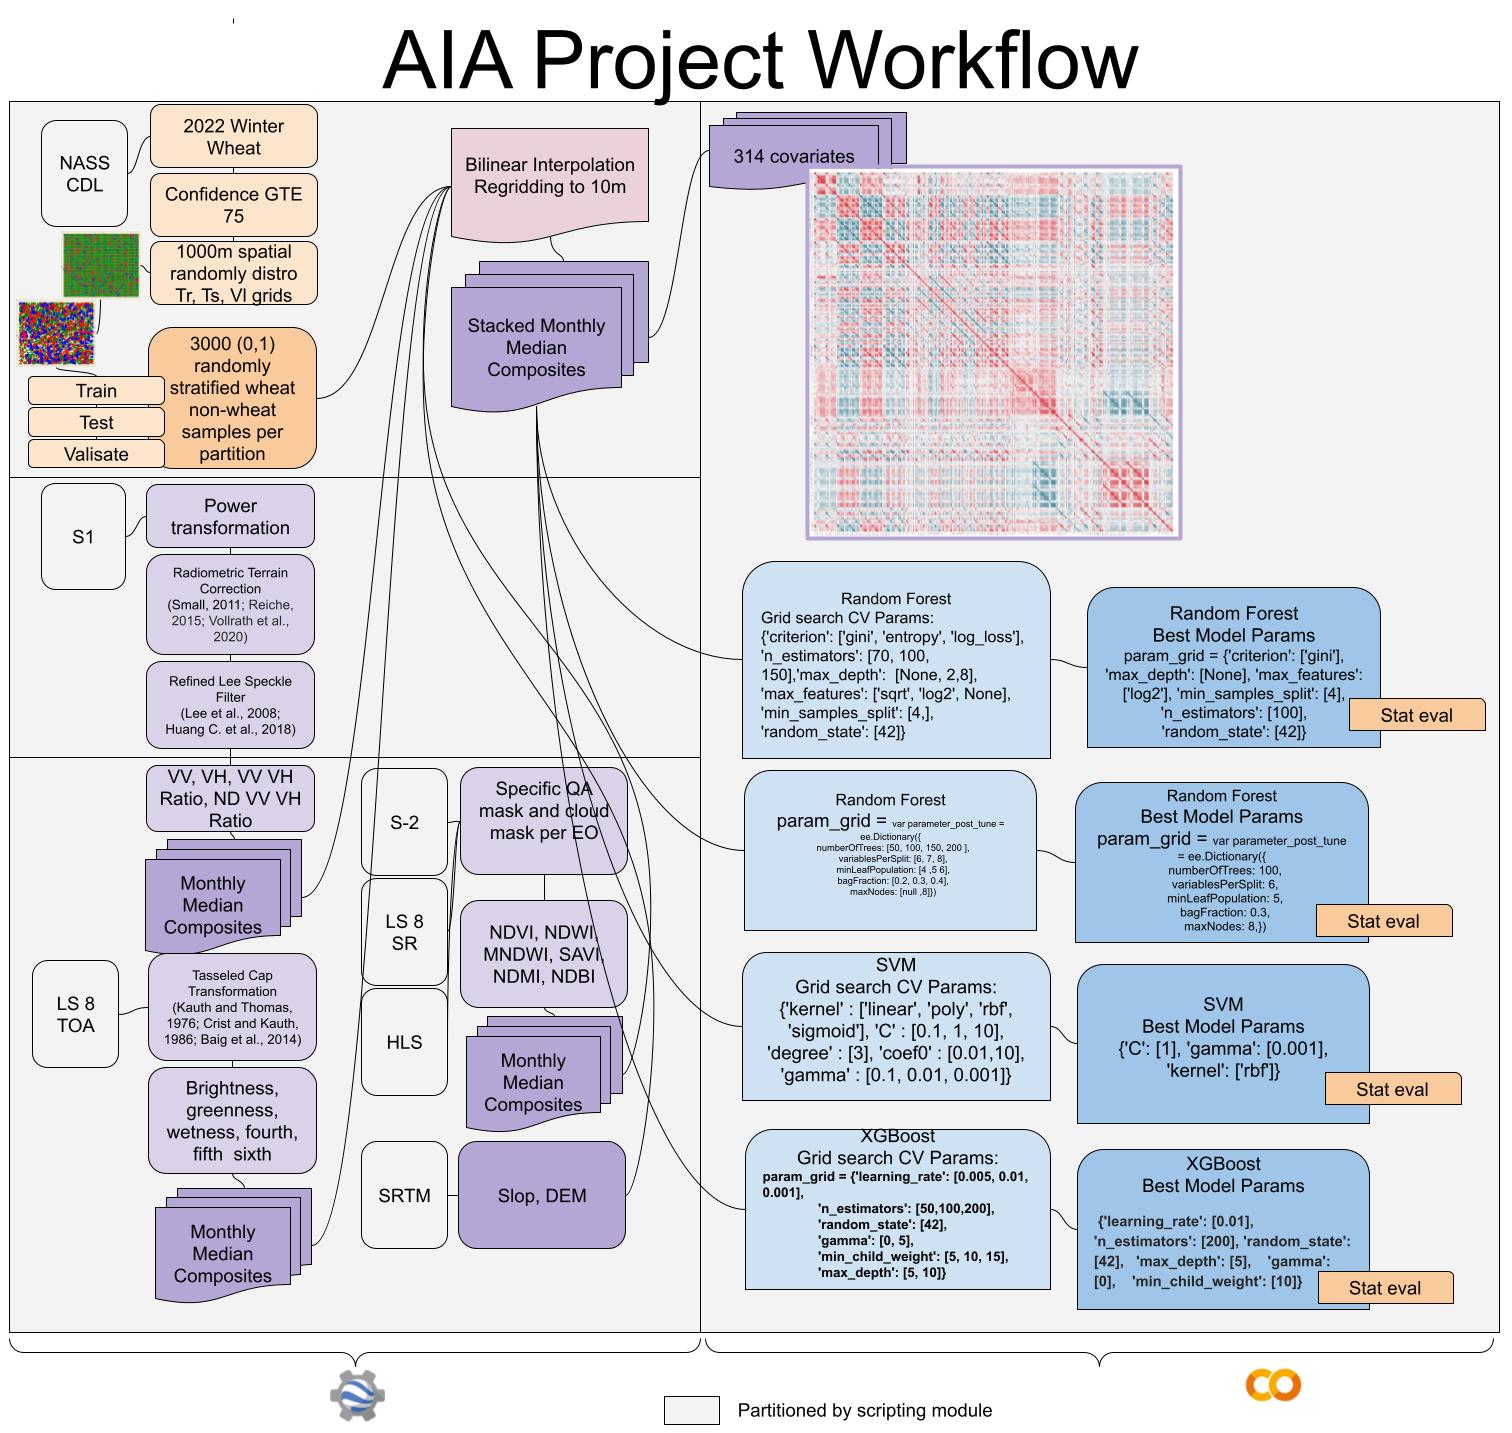 AIA Project Workflow
NASS
CDL
2022 Winter
Wheat
Confidence GTE
75
1000m spatial
randomly distro
Tr, Ts, Vl grids
3000 (0,1)
randomly
stratified wheat
non-wheat
samples per
partition
Train
Test
Valisate
Bilinear Interpolation
Regridding to 10m
Stacked Monthly
Median
Composites
314 covariates
S1
Power
transformation
Radiometric Terrain
Correction
(Small, 2011; Reiche,
2015; Vollrath et al.,
2020)
Refined Lee Speckle
Filter
(Lee et al., 2008;
Huang C. et al., 2018)
VV, VH, VV VH
Ratio, ND VV VH
Ratio
Monthly
Median
Composites
LS 8
TOA
Tasseled Cap
Transformation
(Kauth and Thomas,
1976; Crist and Kauth,
1986; Baig et al., 2014)
Brightness,
greenness,
wetness, fourth,
fifth sixth
Monthly
Median
Composites
S-2
LS 8
SR
HLS
Specific QA
mask and cloud
mask per EO
NDVI, NDWI,
MNDWI, SAVI,
NDMI, NDBI
Monthly
Median
Composites
SRTM
Slop, DEM
Random Forest
Grid search CV Params:
{'criterion': ['gini', 'entropy', 'log_loss'],
'n_estimators': [70, 100,
150],'max_depth': [None, 2,8],
'max_features': ['sqrt', 'log2', None],
'min_samples_split': [4,],
'random_state': [42]}
Random Forest
Best Model Params
param_grid = {'criterion': ['gini'],
'max_depth': [None], 'max_features':
['log2'], 'min_samples_split': [4],
'n_estimators': [100],
'random_state': [42]}
Stat eval
Random Forest
param_grid = var parameter_post_tune =
ee.Dictionary({
numberOfTrees: [50, 100, 150, 200 ],
variablesPerSplit: [6, 7, 8],
minLeafPopulation: [4 ,5 6],
bagFraction: [0.2, 0.3, 0.4],
maxNodes: [null ,8]})
Random Forest
Best Model Params
param_grid = var parameter_post_tune
= ee.Dictionary({
numberOfTrees: 100,
variablesPerSplit: 6,
minLeafPopulation: 5,
bagFraction: 0.3,
maxNodes: 8,})
Stat eval
SVM
Grid search CV Params:
{'kernel' : ['linear', 'poly', 'rbf',
'sigmoid'], 'C' : [0.1, 1, 10],
'degree' : [3], 'coef0' : [0.01,10],
'gamma' : [0.1, 0.01, 0.001]}
SVM
Best Model Params
{'C': [1], 'gamma': [0.001],
'kernel': ['rbf']}
Stat eval
XGBoost
Grid search CV Params:
param_grid = {'learning_rate': [0.005, 0.01,
0.001],
'n_estimators': [50,100,200],
'random_state': [42],
'gamma': [0, 5],
'min_child_weight': [5, 10, 15],
'max_depth': [5, 10]}
XGBoost
Best Model Params
{'learning_rate': [0.01],
'n_estimators': [200], 'random_state':
[42], 'max_depth': [5], 'gamma':
[0], 'min_child_weight': [10]}
Stat eval
Partitioned by scripting module